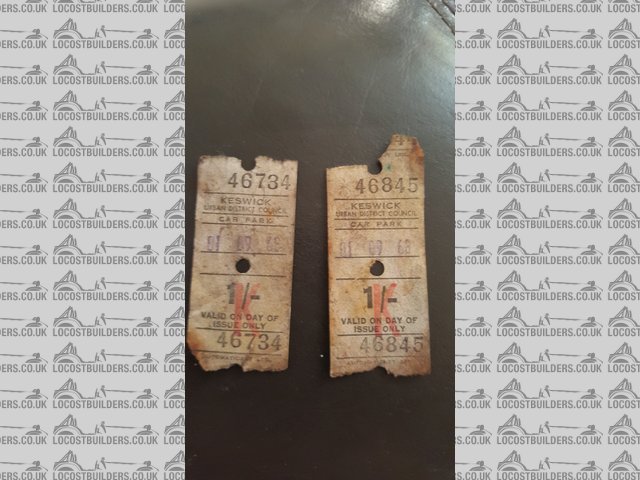 46734
KESWICK
URBAN DISTRICT COUNCIL
CAR PARK
1/-
VALID ON DAY OF
ISSUE ONLY
46734
46845
KESWICK
URBAN DISTRICT COUNCIL
CAR PARK
1/-
VALID ON DAY OF
ISSUE ONLY
46845
LOCOSTBUILDERS.CO.UK